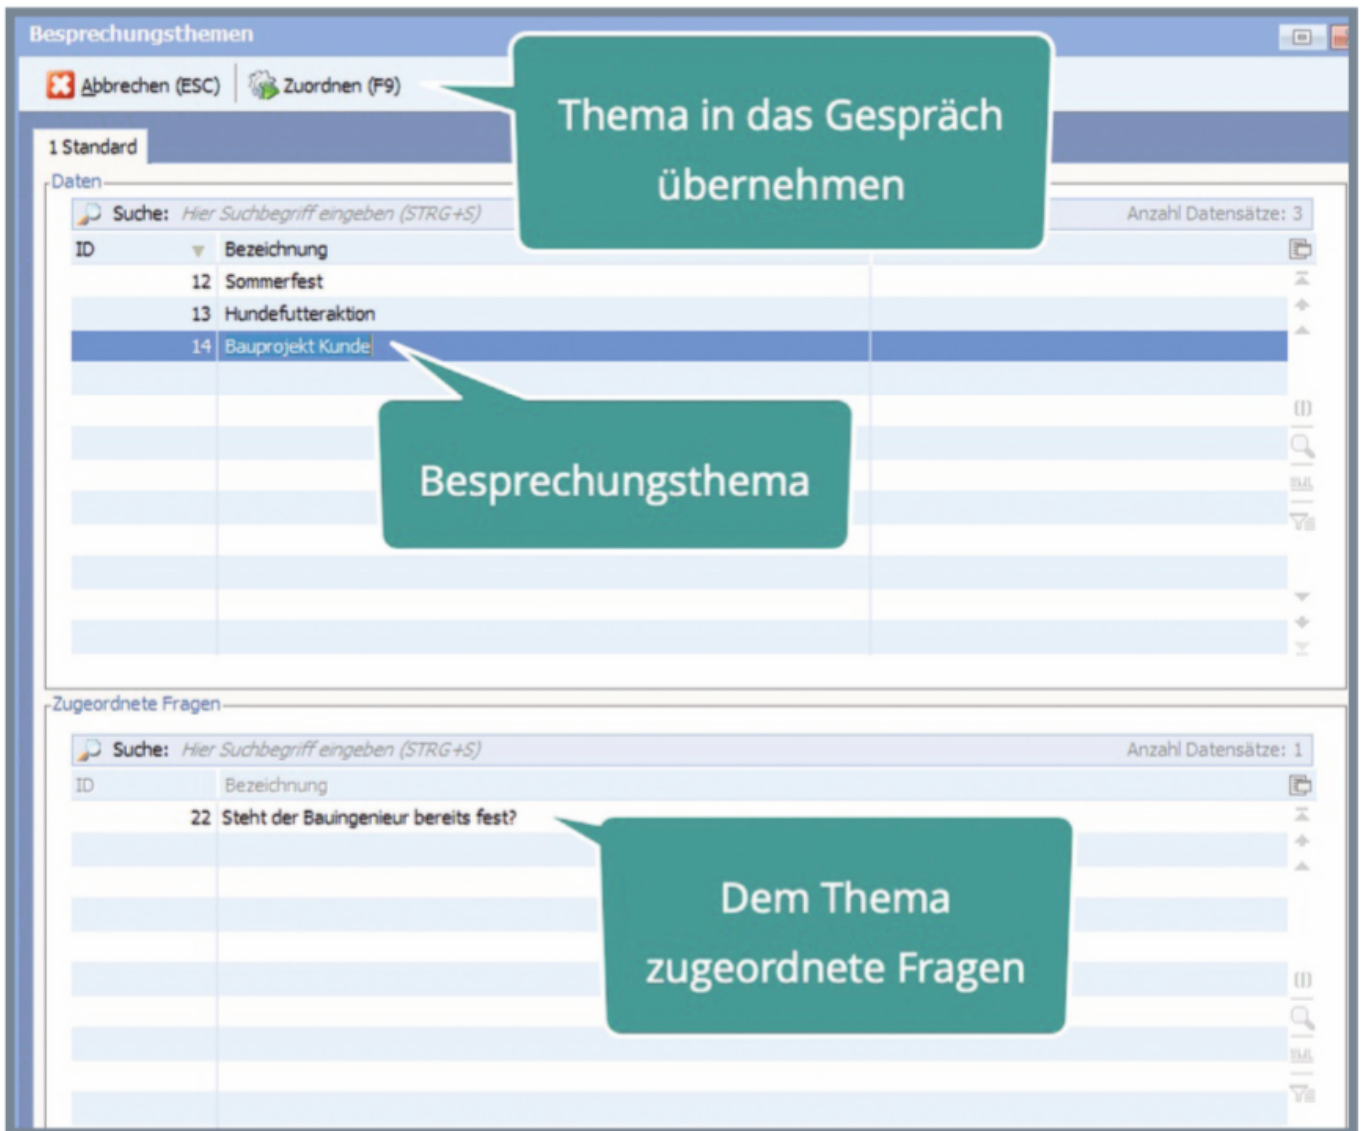 Besprechungsthemen
Abbrechen (ESC) Zuordnen (F9)
Thema in das Gespräch
übernehmen
1 Standard
Daten
Suche: Hier Suchbegriff eingeben (STRG+S) Anzahl Datensätze: 3
ID Bezeichnung
12 Sommerfest
13 Hundefutteraktion
14 Bauprojekt Kunde
Besprechungsthema
Zugeordnete Fragen
Suche: Hier Suchbegriff eingeben (STRG+S) Anzahl Datensätze: 1
ID Bezeichnung
22 Steht der Bauingenieur bereits fest?
Dem Thema
zugeordnete Fragen